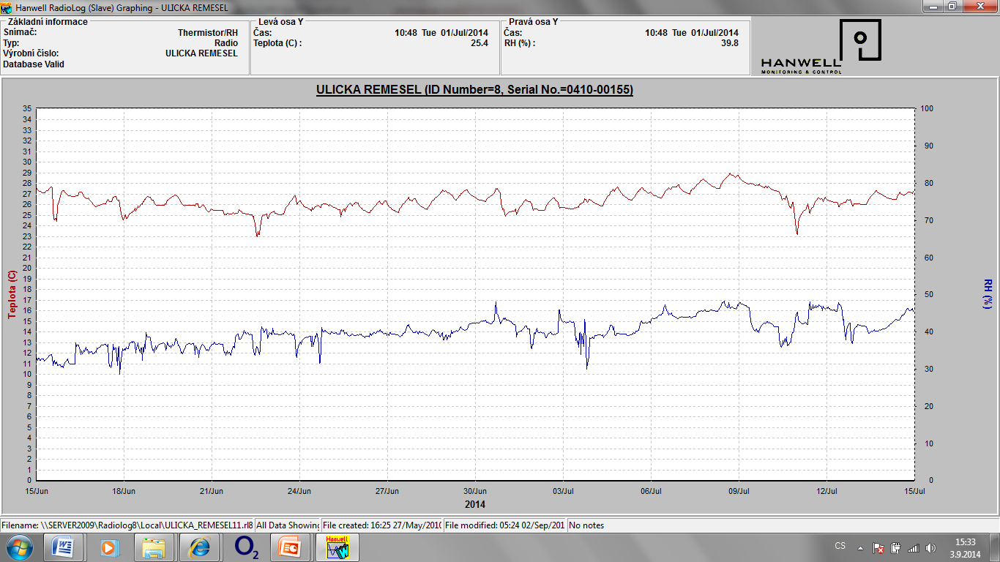 Hanwell RadioLog (Slave) Graphing - ULICKA REMESEL
Základní informace
Snímač: Thermistor/RH
Typ: Radio
Výrobní číslo: ULICKA REMESEL
Database Valid
Levá osa Y
Čas: 10:48 Tue 01/Jul/2014
Teplota (C) : 25.4
Pravá osa Y
Čas: 10:48 Tue 01/Jul/2014
RH (%) : 39.8
HANWELL
MONITORING & CONTROL
ULICKA REMESEL (ID Number=8, Serial No.=0410-00155)
Teplota (C)
35
34
33
32
31
30
29
28
27
26
25
24
23
22
21
20
19
18
17
16
15
14
13
12
11
10
9
8
7
6
5
4
3
2
1
0
100
90
80
70
60
50
40
30
20
10
0
RH (%)
15/Jun 18/Jun 21/Jun 24/Jun 27/Jun 30/Jun 03/Jul 06/Jul 09/Jul 12/Jul 15/Jul
2014
Filename: \\SERVER2009\Radiolog8\Local\ULICKA_REMESEL11.rl8 All Data Showing File created: 16:25 27/May/2010 File modified: 05:24 02/Sep/201 No notes
O2
Hanwell
CS
15:33
3.9.2014